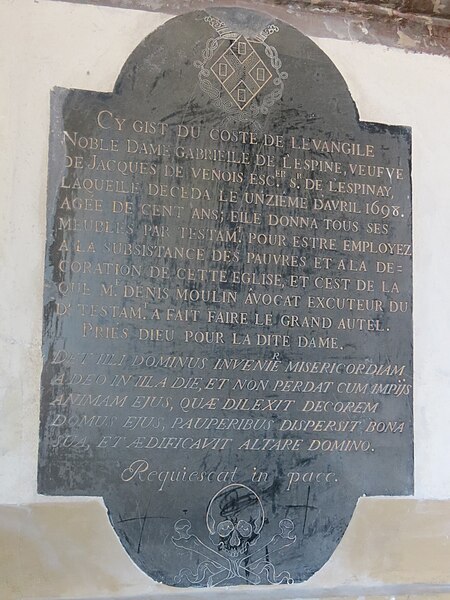 CY GIST DU COSTE DE LEVANGILE
NOBLE DAME GABRIELLE DE LESPINE, VEUFVE
DE JACQUES DE VENOIS ESC.ER S.R DE LESPINAY,
LAQUELLE DECEDA LE UNZIEME DAVRIL 1698.
AGÉE DE CENT ANS; ELLE DONNA TOUS SES
MEUBLES PAR TESTAM.T POUR ESTRE EMPLOYEZ
A LA SUBSISTANCE DES PAUVRES ET A LA DE=
CORATION DE CETTE EGLISE, ET CEST DE LA
QUE M.E DENIS MOULIN AVOCAT EXCUTEUR DU
D.T TESTAM. A FAIT FAIRE LE GRAND AUTEL.
PRIES DIEU POUR LA DITE DAME.
DET ILLI DOMINUS INVENIRE MISERICORDIAM
A DEO IN ILLA DIE, ET NON PERDAT CUM IMPIJS
ANIMAM EJUS, QUÆ DILEXIT DECOREM
DOMUS EJUS, PAUPERIBUS DISPERSIT BONA
SUA, ET ÆDIFICAVIT ALTARE DOMINO.
Requiescat in pace.